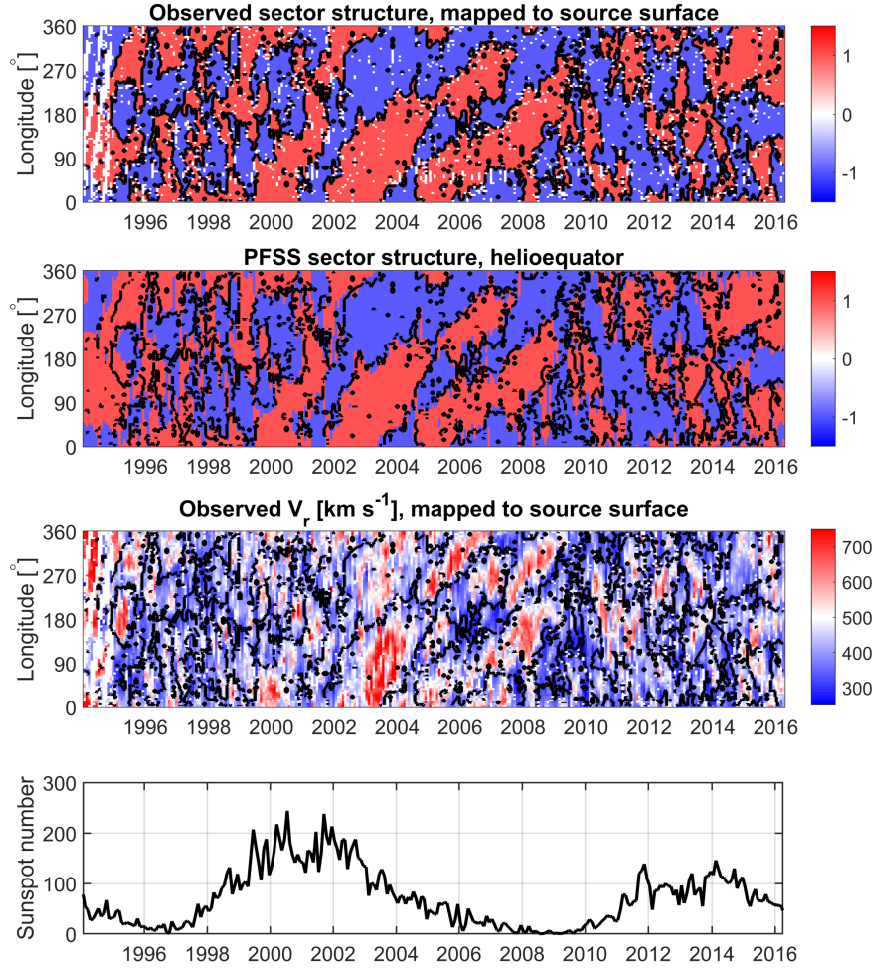 Observed sector structure, mapped to source surface
Longitude [°]
360
270
180
90
0
1996 1998 2000 2002 2004 2006 2008 2010 2012 2014 2016
1
0
-1
PFSS sector structure, helioequator
Longitude [°]
360
270
180
90
0
1996 1998 2000 2002 2004 2006 2008 2010 2012 2014 2016
1
0
-1
Observed V_r [km s^-1], mapped to source surface
Longitude [°]
360
270
180
90
0
1996 1998 2000 2002 2004 2006 2008 2010 2012 2014 2016
700
600
500
400
300
Sunspot number
300
200
100
0
1996 1998 2000 2002 2004 2006 2008 2010 2012 2014 2016